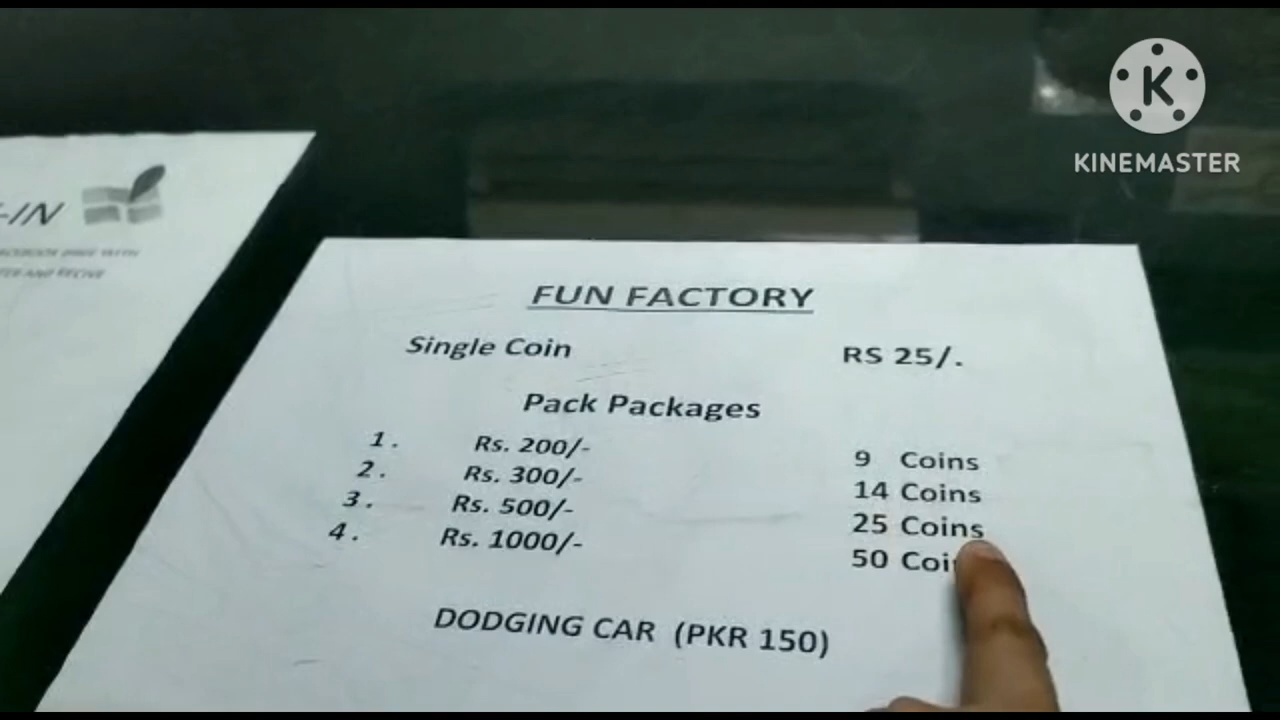 KINEMASTER
-IN
FUN FACTORY
Single Coin RS 25/.
Pack Packages
1. Rs. 200/- 9 Coins
2. Rs. 300/- 14 Coins
3. Rs. 500/- 25 Coins
4. Rs. 1000/- 50 Coi
DODGING CAR (PKR 150)